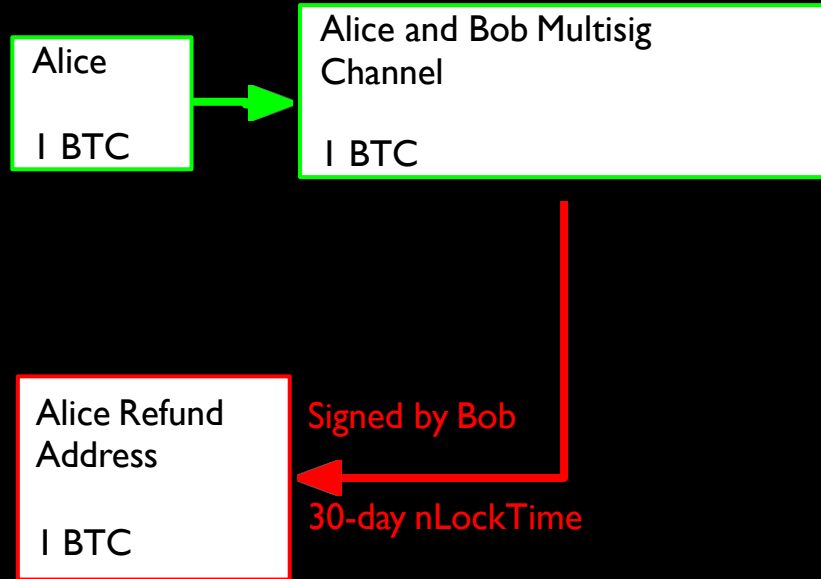 Alice
1 BTC
Alice and Bob Multisig
Channel
1 BTC
Alice Refund
Address
1 BTC
Signed by Bob
30-day nLockTime